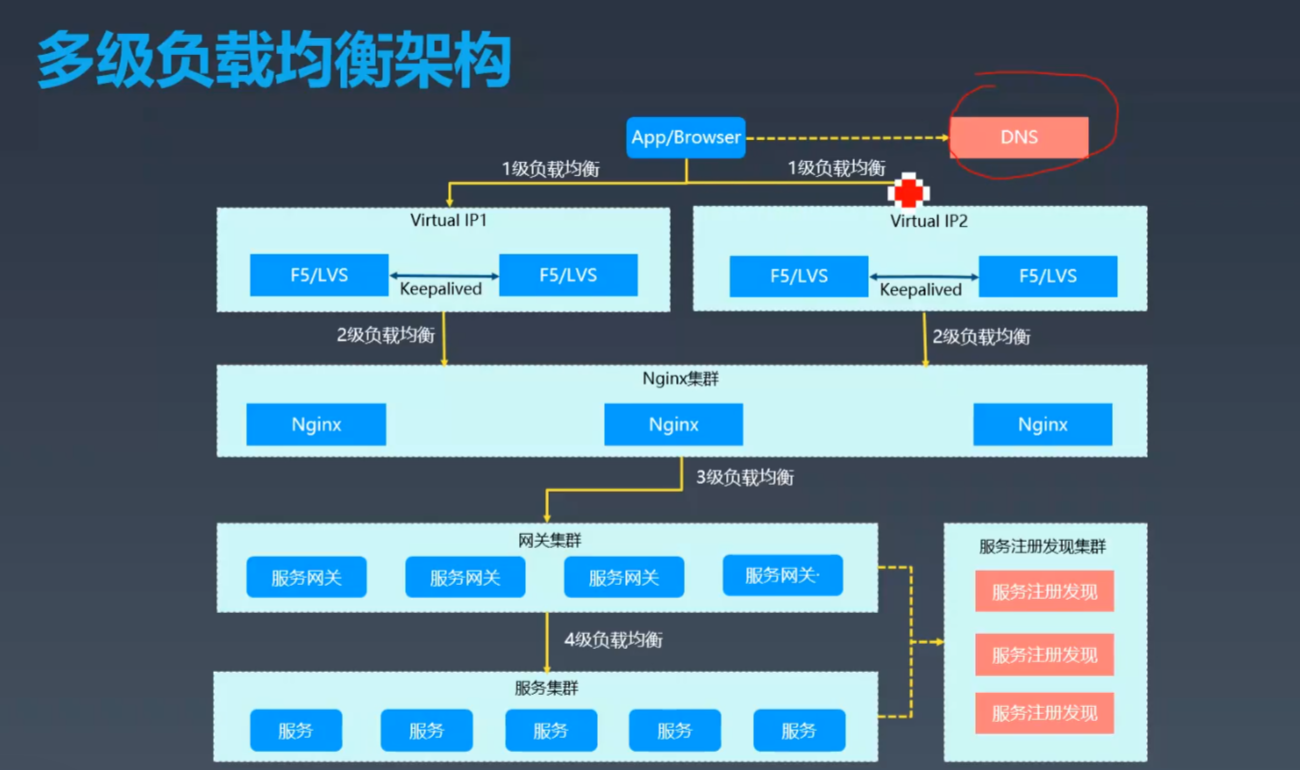 多级负载均衡架构
App/Browser
DNS
1级负载均衡
1级负载均衡
Virtual IP1
F5/LVS
Keepalived
F5/LVS
Virtual IP2
F5/LVS
Keepalived
F5/LVS
2级负载均衡
2级负载均衡
Nginx集群
Nginx
Nginx
Nginx
3级负载均衡
网关集群
服务网关
服务网关
服务网关
服务网关·
服务注册发现集群
服务注册发现
服务注册发现
服务注册发现
4级负载均衡
服务集群
服务
服务
服务
服务
服务